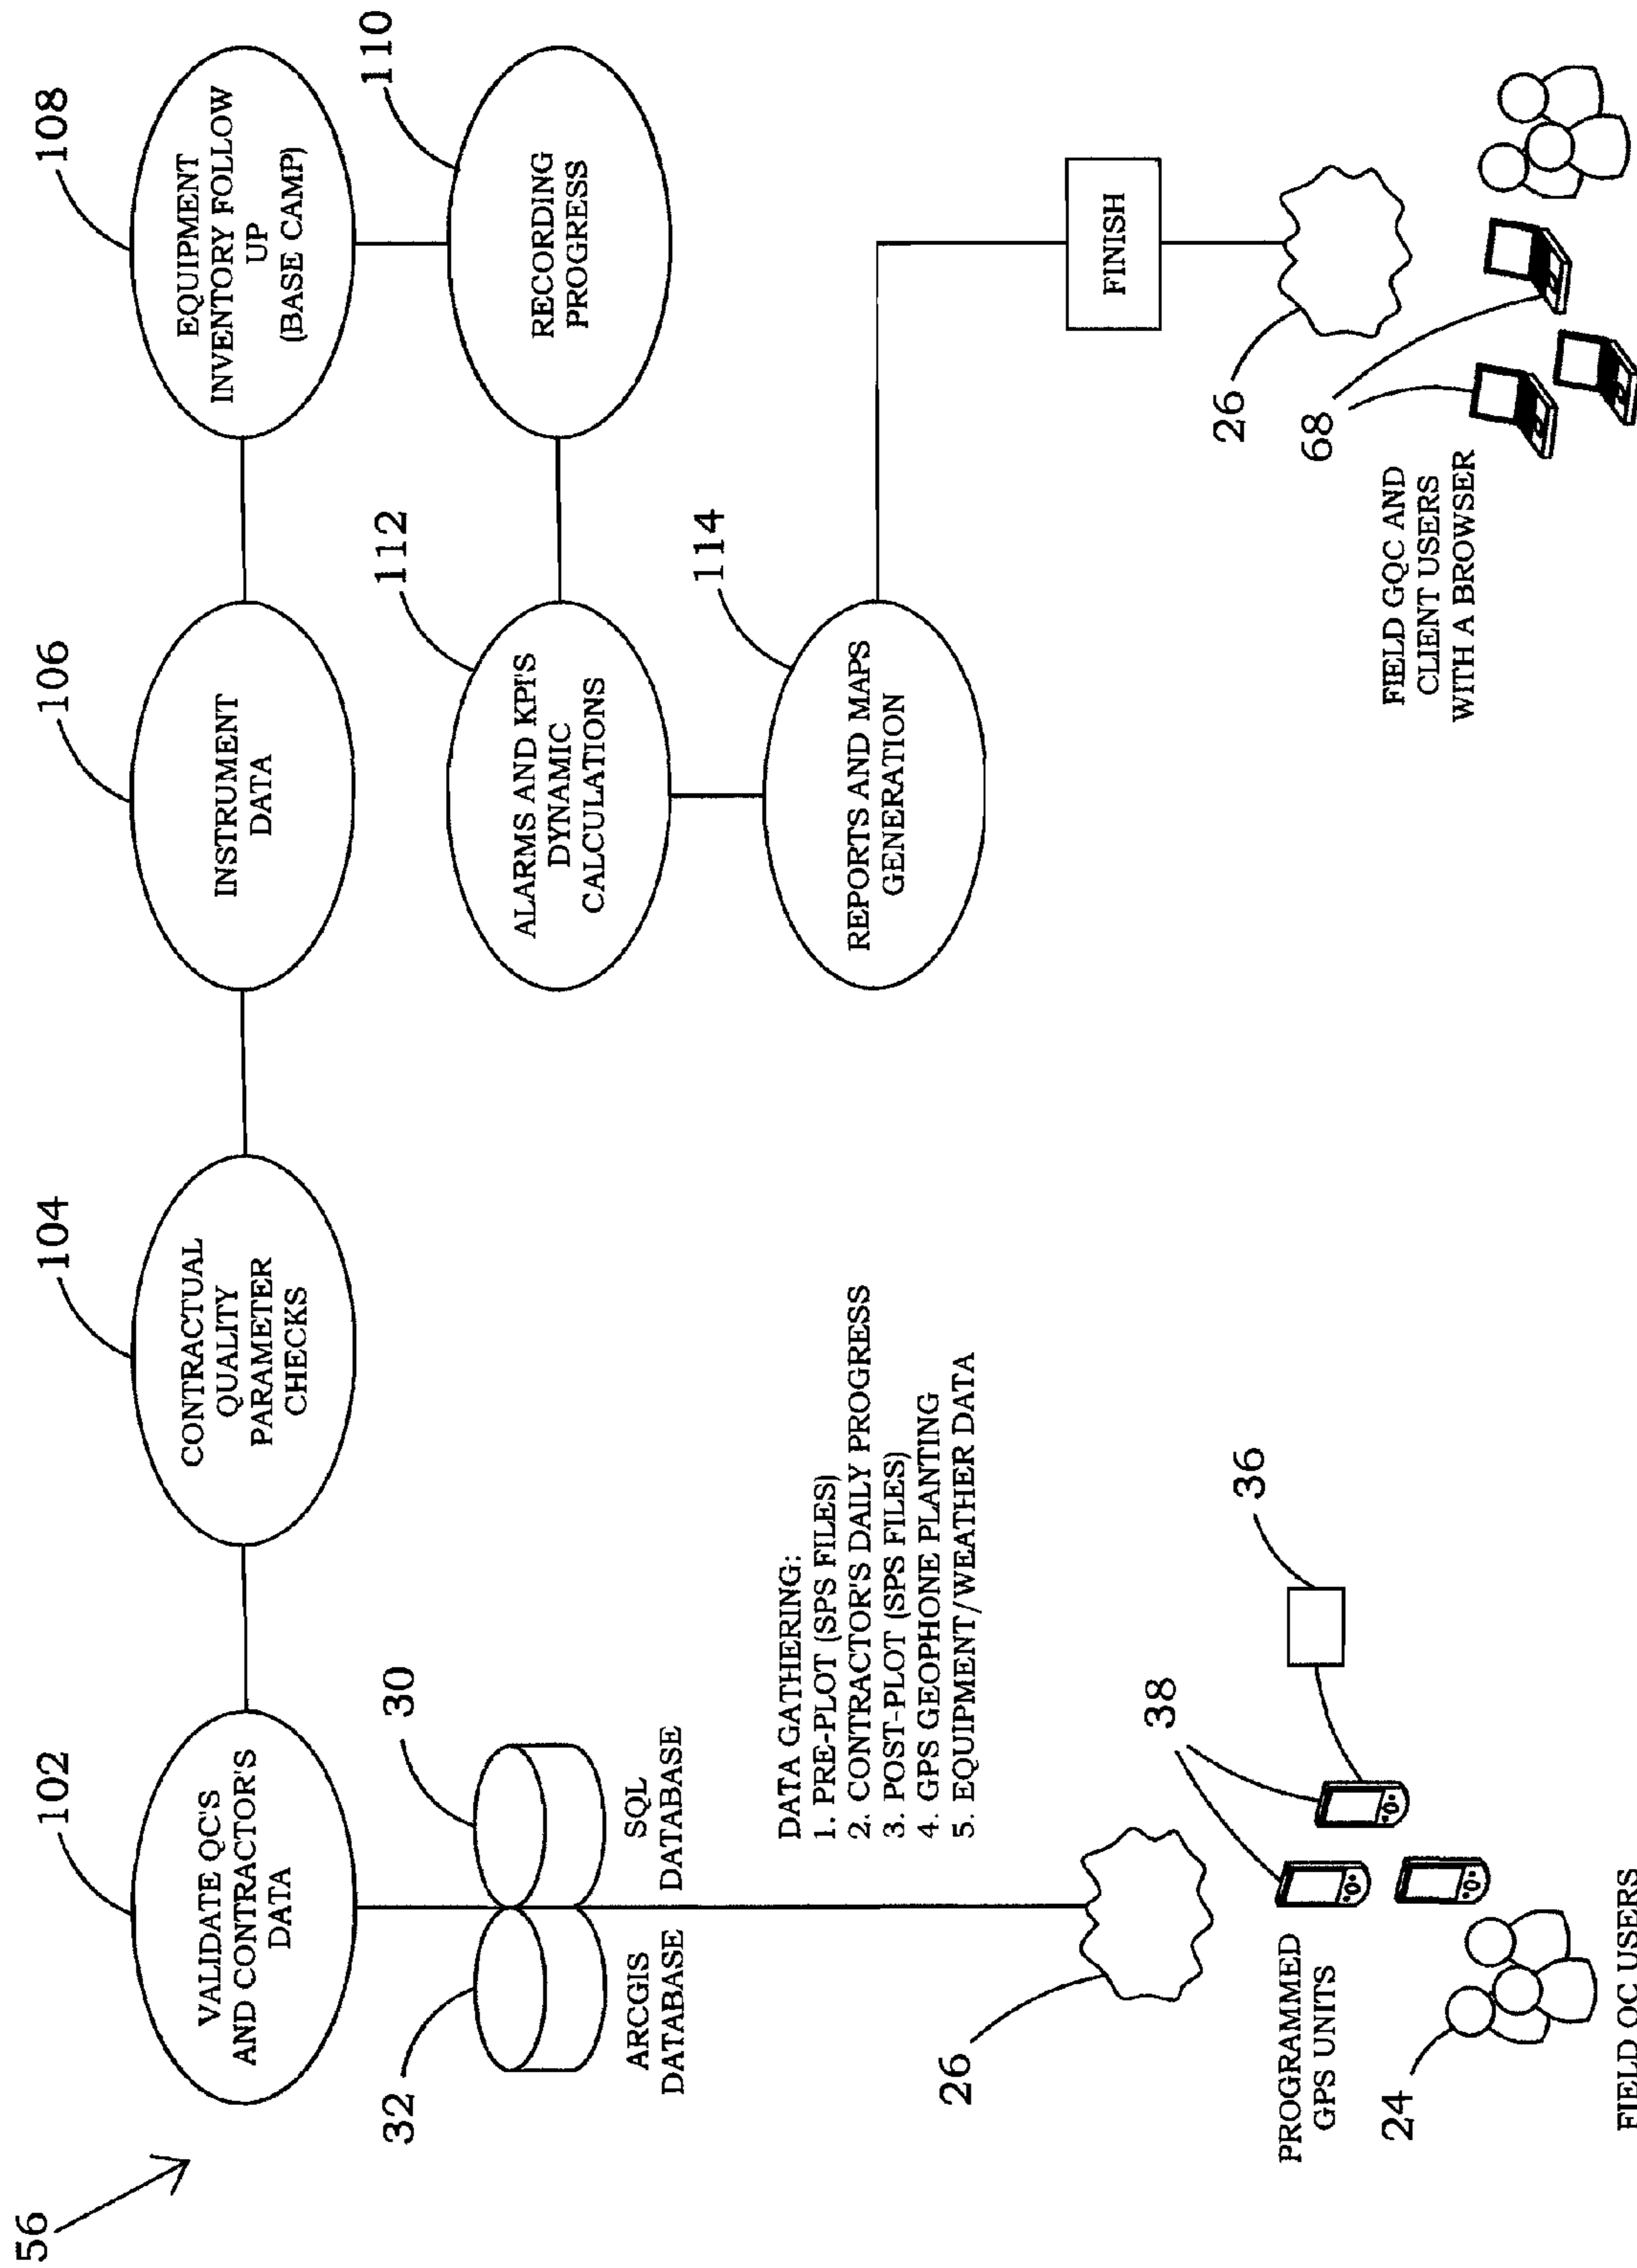 56
102
VALIDATE QC'S
AND CONTRACTOR'S
DATA
104
CONTRACTUAL
QUALITY
PARAMETER
CHECKS
106
INSTRUMENT
DATA
108
EQUIPMENT
INVENTORY FOLLOW
UP
(BASE CAMP)
110
RECORDING
PROGRESS
112
ALARMS AND KPI'S
DYNAMIC
CALCULATIONS
114
REPORTS AND MAPS
GENERATION
FINISH
32
30
ARCGIS
DATABASE
SQL
DATABASE
DATA GATHERING:
1. PRE-PLOT (SPS FILES)
2. CONTRACTOR'S DAILY PROGRESS
3. POST-PLOT (SPS FILES)
4. GPS GEOPHONE PLANTING
5. EQUIPMENT/WEATHER DATA
26
PROGRAMMED
GPS UNITS
38
36
24
FIELD QC USERS
26
68
FIELD GQC AND
CLIENT USERS
WITH A BROWSER